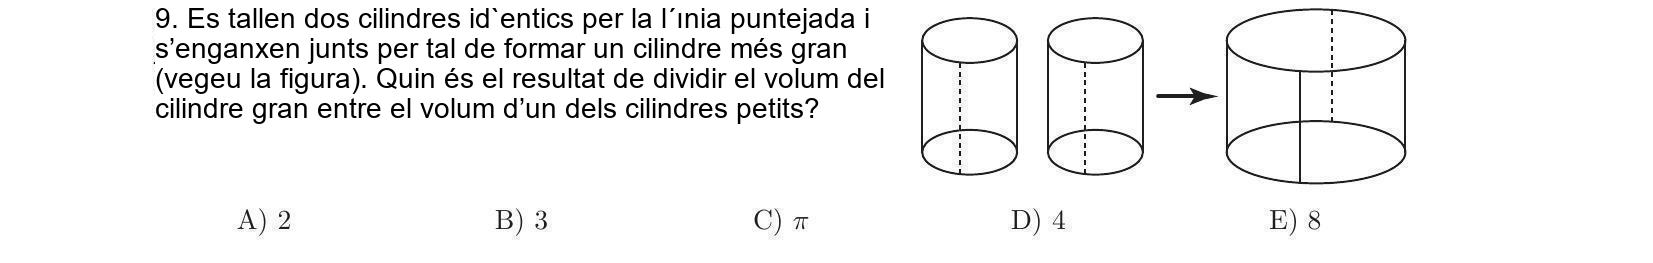 9. Es tallen dos cilindres id`entics per la l´ınia puntejada i
s’enganxen junts per tal de formar un cilindre més gran
(vegeu la figura). Quin és el resultat de dividir el volum del
cilindre gran entre el volum d’un dels cilindres petits?
A) 2 B) 3 C) π D) 4 E) 8